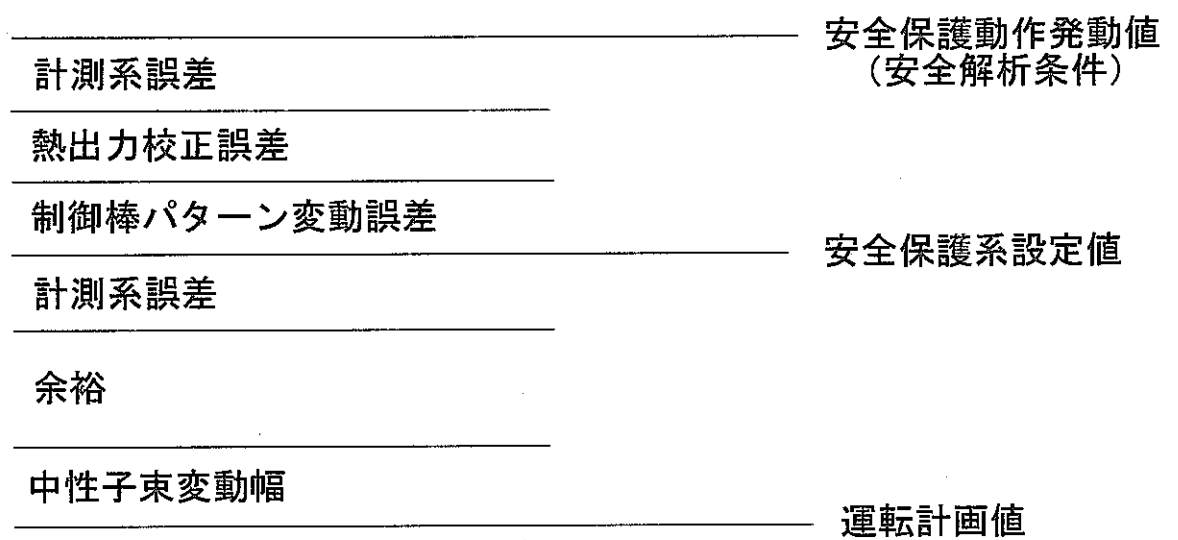 安全保護動作発動値
（安全解析条件）
計測系誤差
熱出力校正誤差
制御棒パターン変動誤差
安全保護系設定値
計測系誤差
余裕
中性子束変動幅
運転計画値